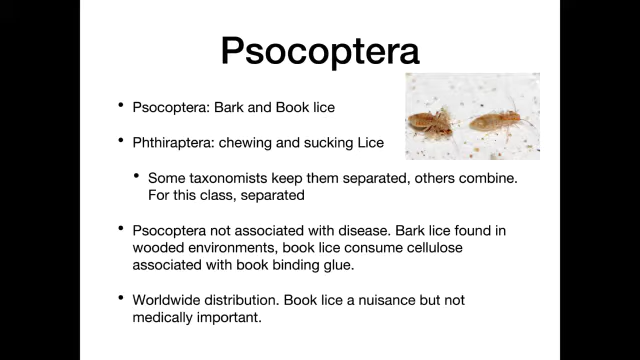 Psocoptera
• Psocoptera: Bark and Book lice
• Phthiraptera: chewing and sucking Lice
• Some taxonomists keep them separated, others combine.
For this class, separated
• Psocoptera not associated with disease. Bark lice found in
wooded environments, book lice consume cellulose
associated with book binding glue.
• Worldwide distribution. Book lice a nuisance but not
medically important.